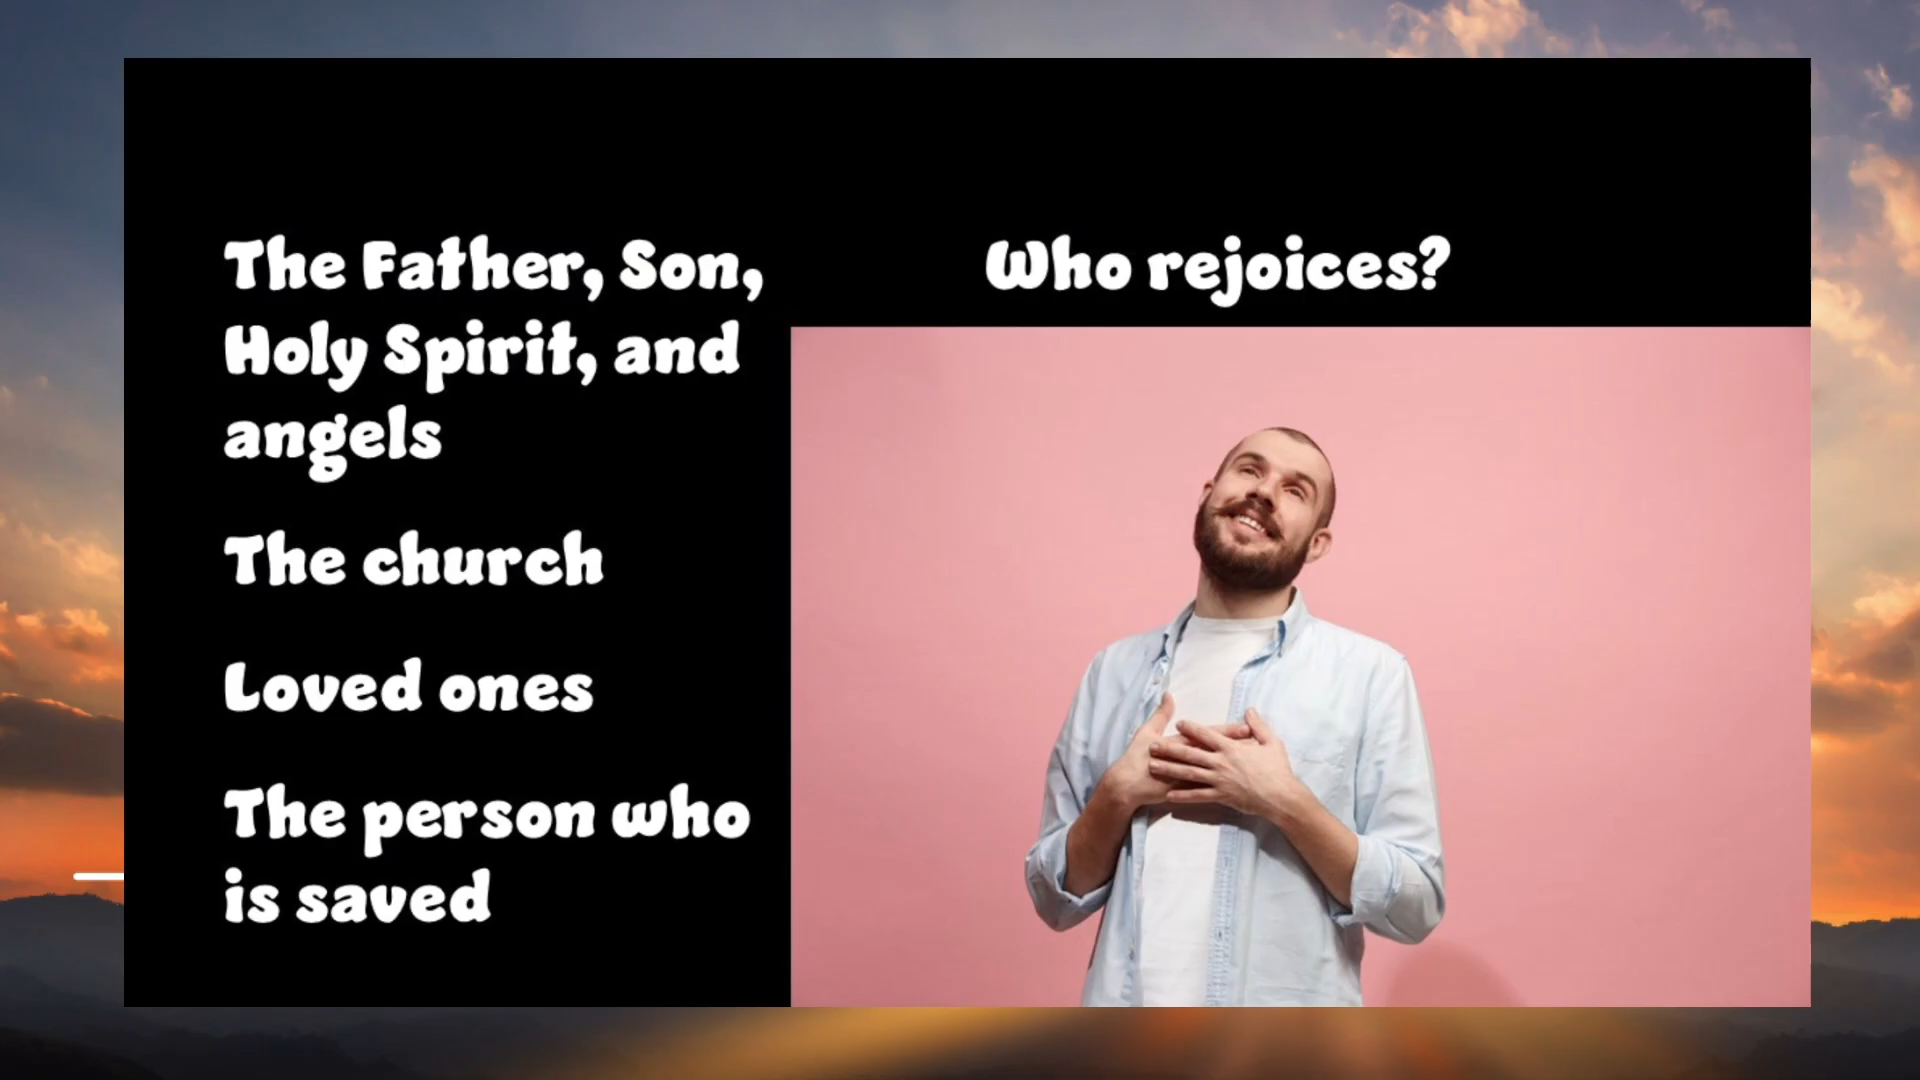 Who rejoices?
The Father, Son,
Holy Spirit, and
angels
The church
Loved ones
The person who
is saved